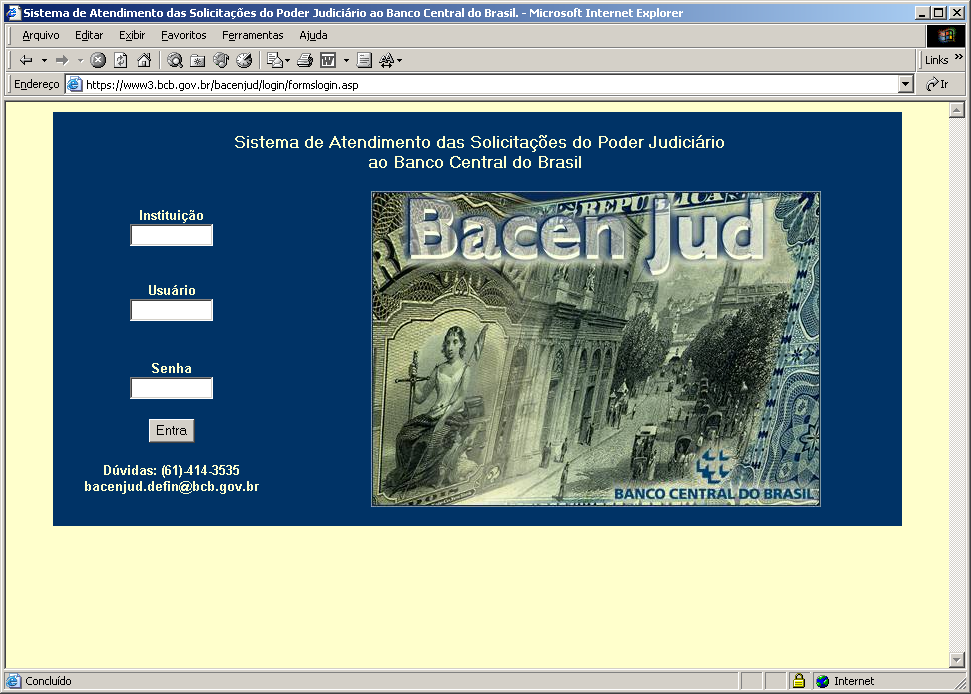 Sistema de Atendimento das Solicitações do Poder Judiciário ao Banco Central do Brasil. - Microsoft Internet Explorer
Arquivo Editar Exibir Favoritos Ferramentas Ajuda
Links »
Endereço https://www3.bcb.gov.br/bacenjud/login/formslogin.asp Ir
Sistema de Atendimento das Solicitações do Poder Judiciário
ao Banco Central do Brasil
REPUBLICA
Bacen Jud
Instituição
Usuário
Senha
Entra
Dúvidas: (61)-414-3535
bacenjud.defin@bcb.gov.br
BANCO CENTRAL DO BRASIL
Concluído Internet